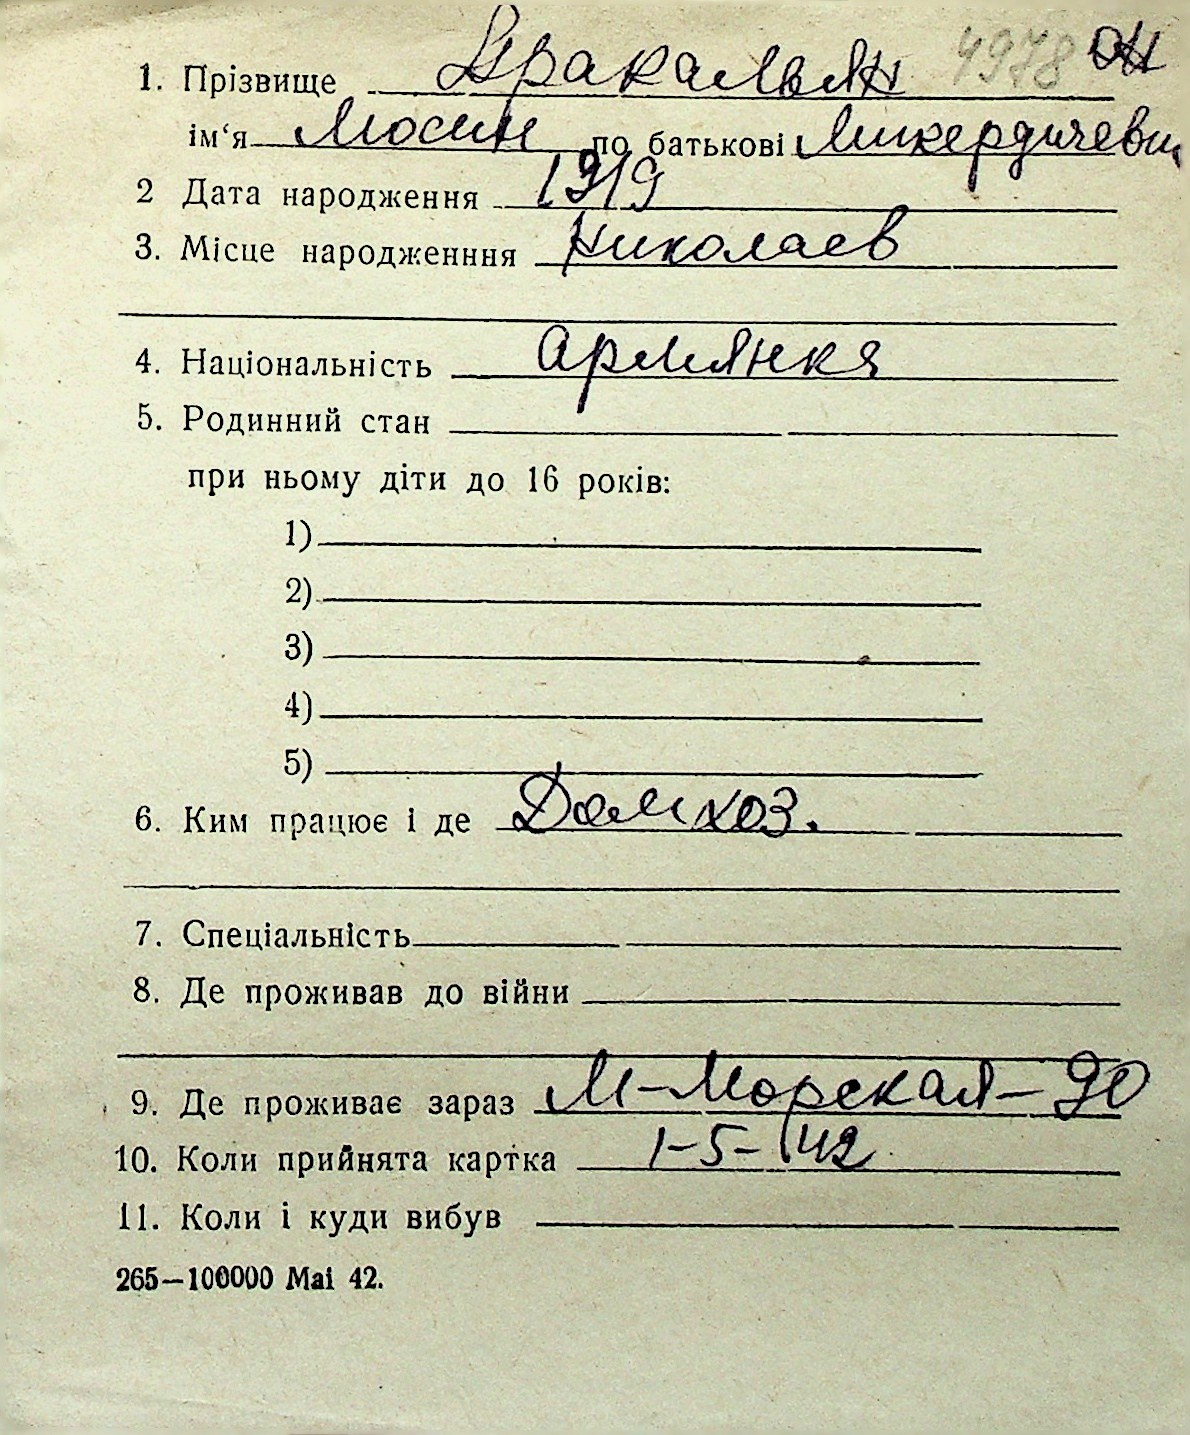 4978
1. Прізвище Аракальян
ім‘я Мосин по батькові Микердичеви
2 Дата народження 1919
3. Місце народженння Николаев
4. Національність Армянка
5. Родинний стан
при ньому діти до 16 років:
1)
2)
3)
4)
5)
6. Ким працює і де Домхоз.
7. Спеціальність
8. Де проживав до війни
9. Де проживає зараз М-Морская-90
10. Коли прийнята картка 1-5-42
11. Коли і куди вибув
265—100000 Mai 42.